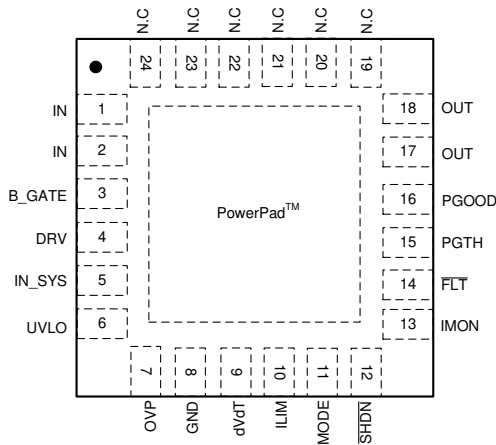 N.C N.C N.C N.C N.C N.C
24 23 22 21 20 19
IN 1
IN 2
B_GATE 3
DRV 4
IN_SYS 5
UVLO 6
PowerPad™
18 OUT
17 OUT
16 PGOOD
15 PGTH
14 FLT
13 IMON
7 8 9 10 11 12
OVP GND dVdT ILIM MODE SHDN